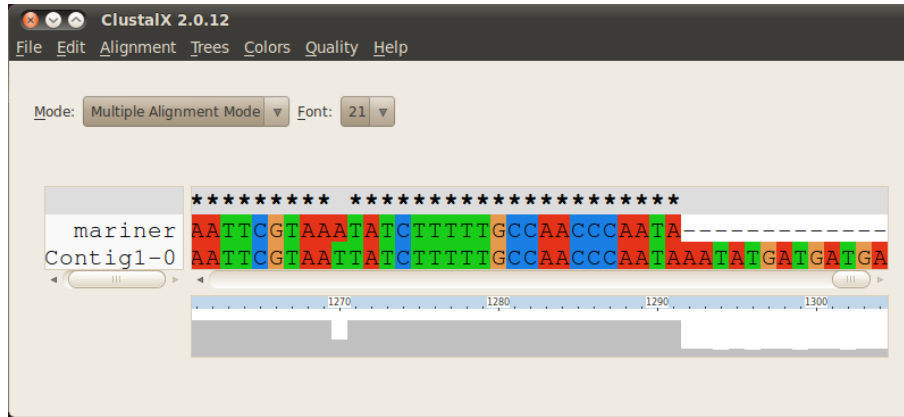 ClustalX 2.0.12
File Edit Alignment Trees Colors Quality Help
Mode: Multiple Alignment Mode Font: 21
********* *********************
mariner AATTCGTAAATATCTTTTTGCCAACCCAATA-------------
Contig1-0 AATTCGTAATTATCTTTTTGCCAACCCAATAAATATGATGATGA
1270 1280 1290 1300